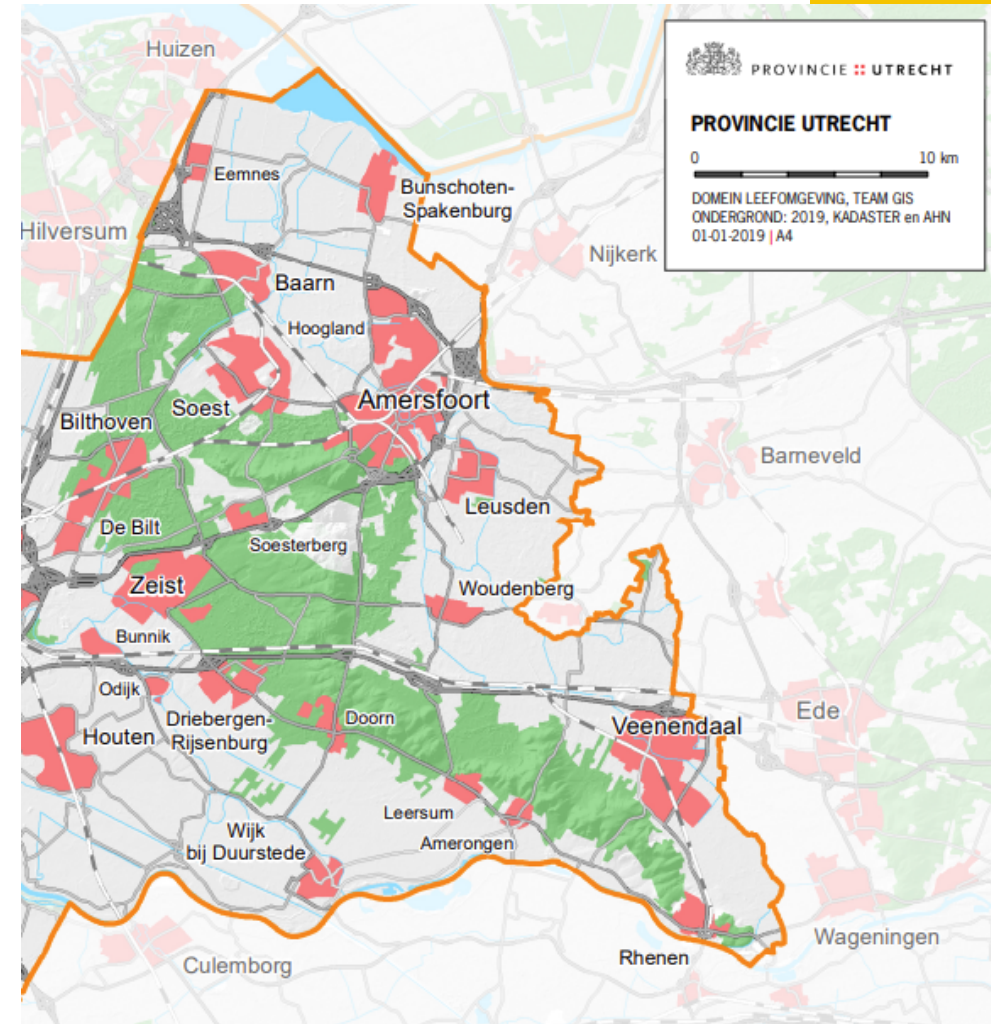 Huizen
PROVINCIE UTRECHT
PROVINCIE UTRECHT
0 10 km
DOMEIN LEEFOMGEVING, TEAM GIS
ONDERGROND: 2019, KADASTER en AHN
01-01-2019 | A4
Eemnes
Bunschoten-
Spakenburg
Hilversum
Nijkerk
Baarn
Hoogland
Amersfoort
Soest
Bilthoven
Barneveld
Leusden
De Bilt
Soesterberg
Zeist
Woudenberg
Bunnik
Odijk
Driebergen-
Rijsenburg
Doorn
Houten
Veenendaal
Ede
Leersum
Wijk
bij Duurstede
Amerongen
Wageningen
Rhenen
Culemborg